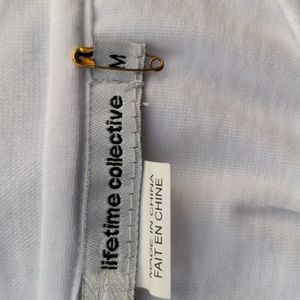 M
lifetime collective
MADE IN CHINA
FAIT EN CHINE